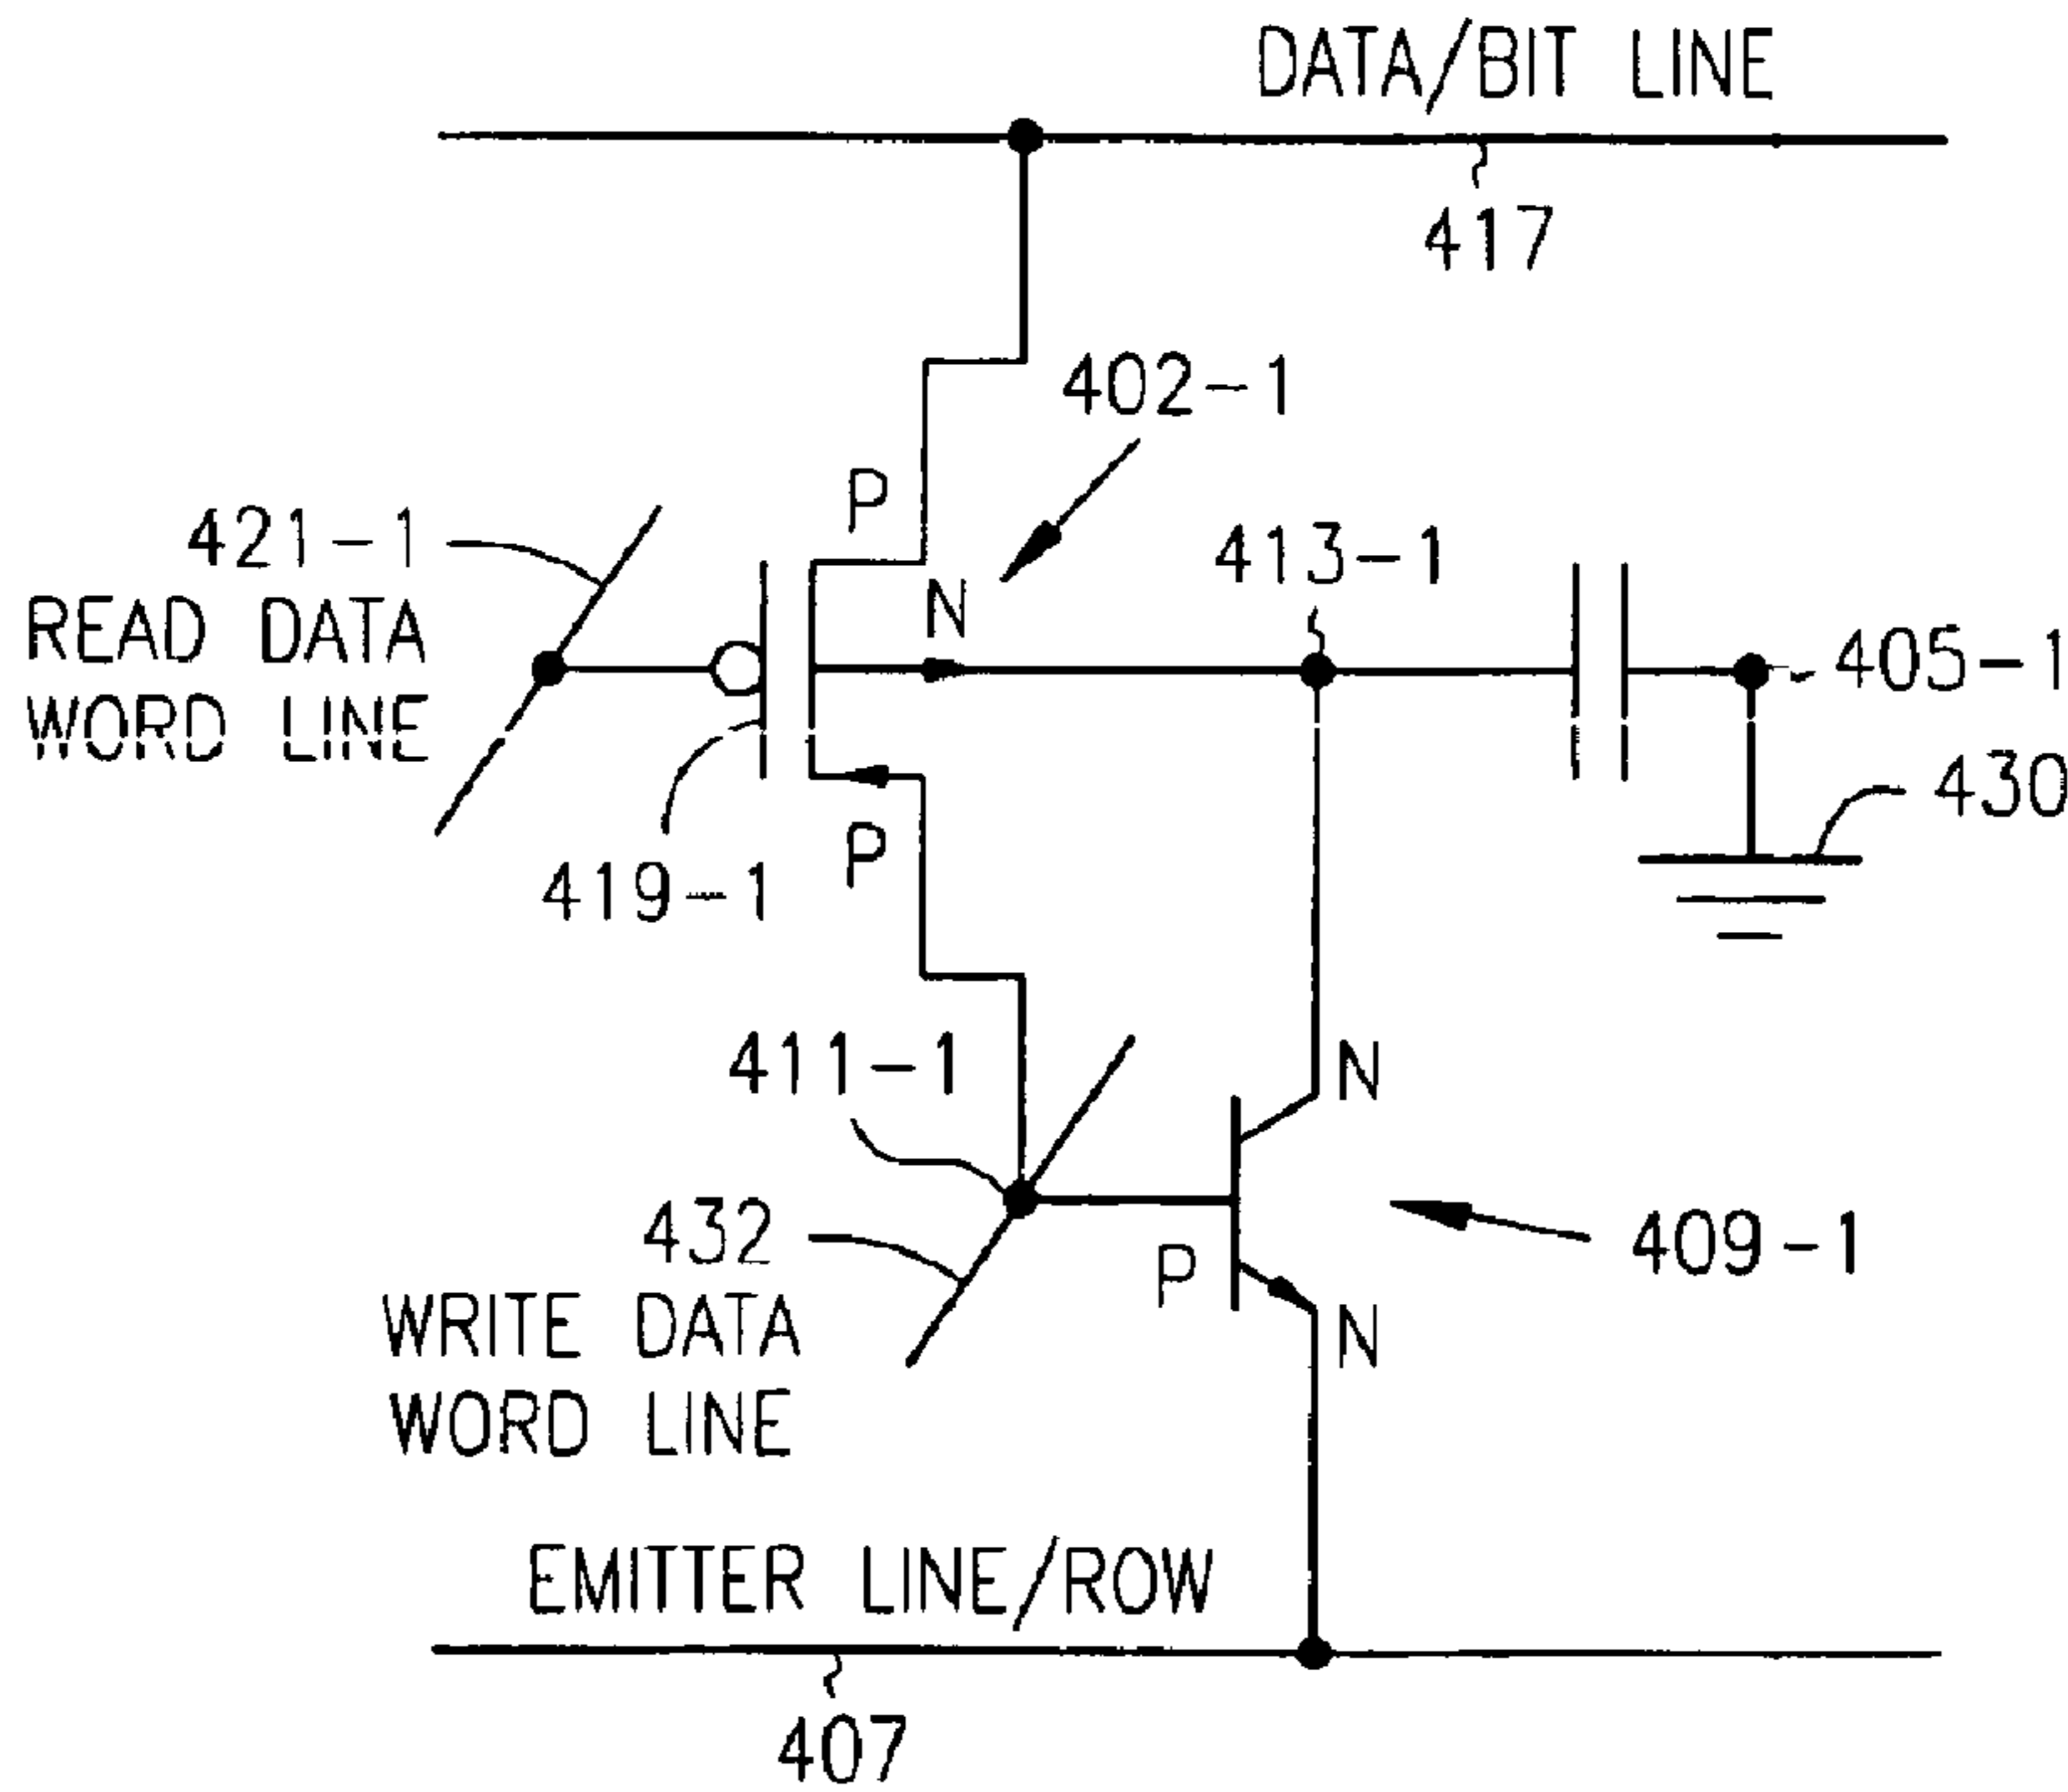 DATA/BIT LINE
417
402-1
P
421-1
READ DATA
WORD LINE
N
413-1
405-1
430
419-1
P
411-1
N
432
WRITE DATA
WORD LINE
P
409-1
N
EMITTER LINE/ROW
407